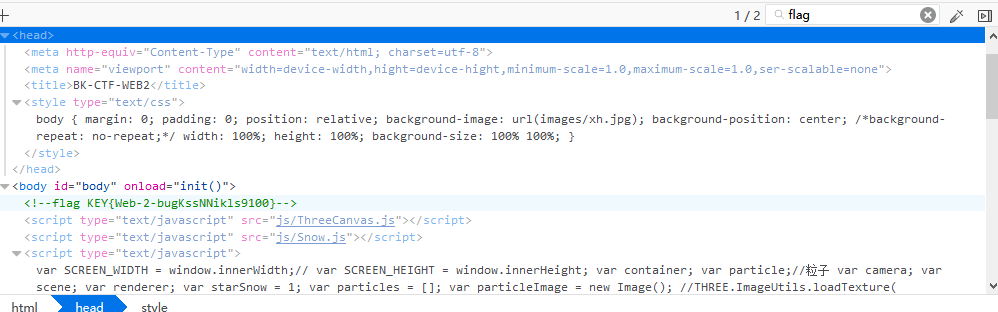 1 / 2 flag
<head>
<meta http-equiv="Content-Type" content="text/html; charset=utf-8">
<meta name="viewport" content="width=device-width,hight=device-hight,minimum-scale=1.0,maximum-scale=1.0,ser-scalable=none">
<title>BK-CTF-WEB2</title>
<style type="text/css">
body { margin: 0; padding: 0; position: relative; background-image: url(images/xh.jpg); background-position: center; /*background-
repeat: no-repeat;*/ width: 100%; height: 100%; background-size: 100% 100%; }
</style>
</head>
<body id="body" onload="init()">
<!--flag KEY{Web-2-bugKssNNikls9100}-->
<script type="text/javascript" src="js/ThreeCanvas.js"></script>
<script type="text/javascript" src="js/Snow.js"></script>
<script type="text/javascript">
var SCREEN_WIDTH = window.innerWidth;// var SCREEN_HEIGHT = window.innerHeight; var container; var particle;//粒子 var camera; var
scene; var renderer; var starSnow = 1; var particles = []; var particleImage = new Image(); //THREE.ImageUtils.loadTexture(
html head style